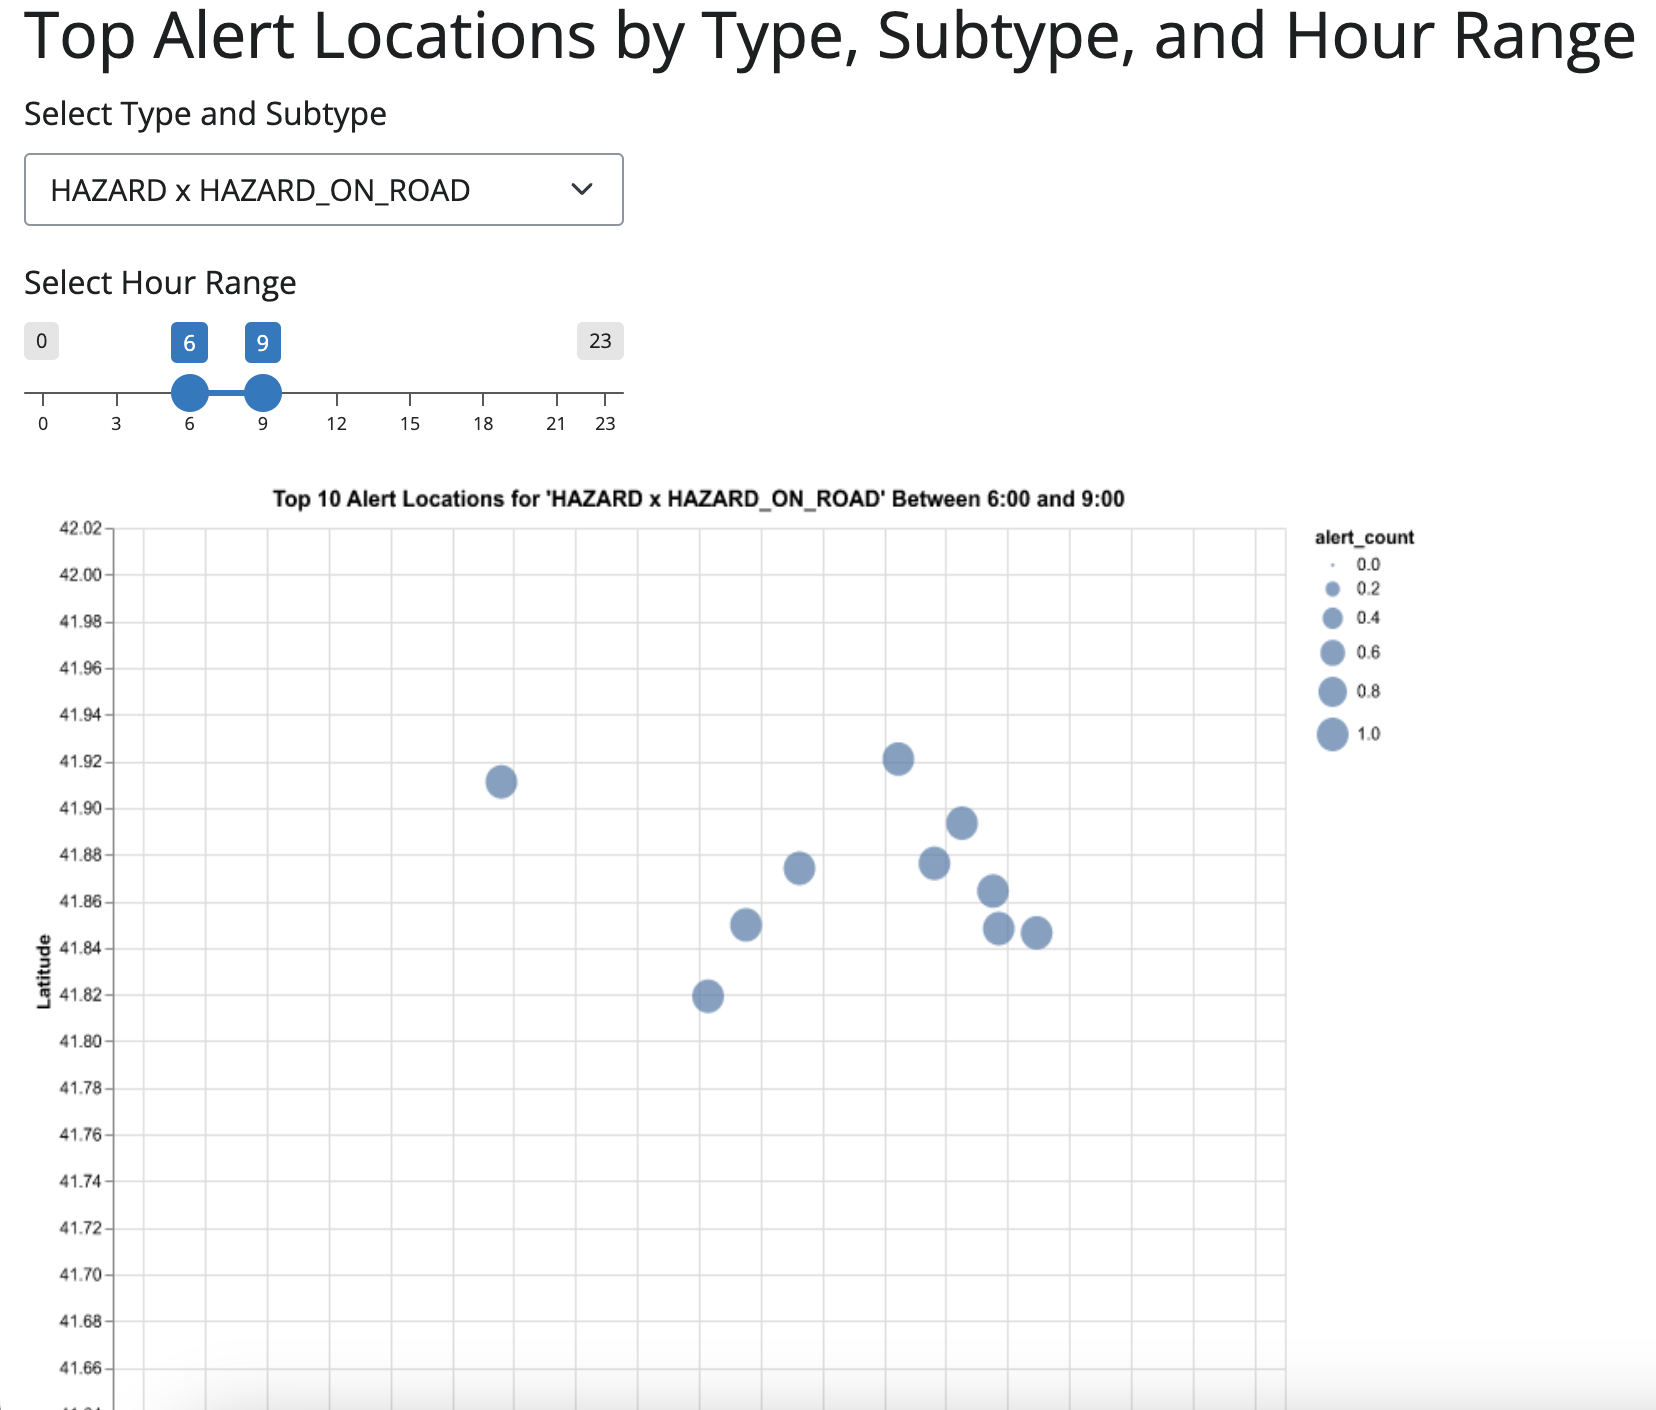 Top Alert Locations by Type, Subtype, and Hour Range
Select Type and Subtype
HAZARD x HAZARD_ON_ROAD
Select Hour Range
0 6 9 23
0 3 6 9 12 15 18 21 23
Top 10 Alert Locations for 'HAZARD x HAZARD_ON_ROAD' Between 6:00 and 9:00
42.02
42.00
41.98
41.96
41.94
41.92
41.90
41.88
41.86
41.84
41.82
41.80
41.78
41.76
41.74
41.72
41.70
41.68
41.66
Latitude
alert_count
0.0
0.2
0.4
0.6
0.8
1.0